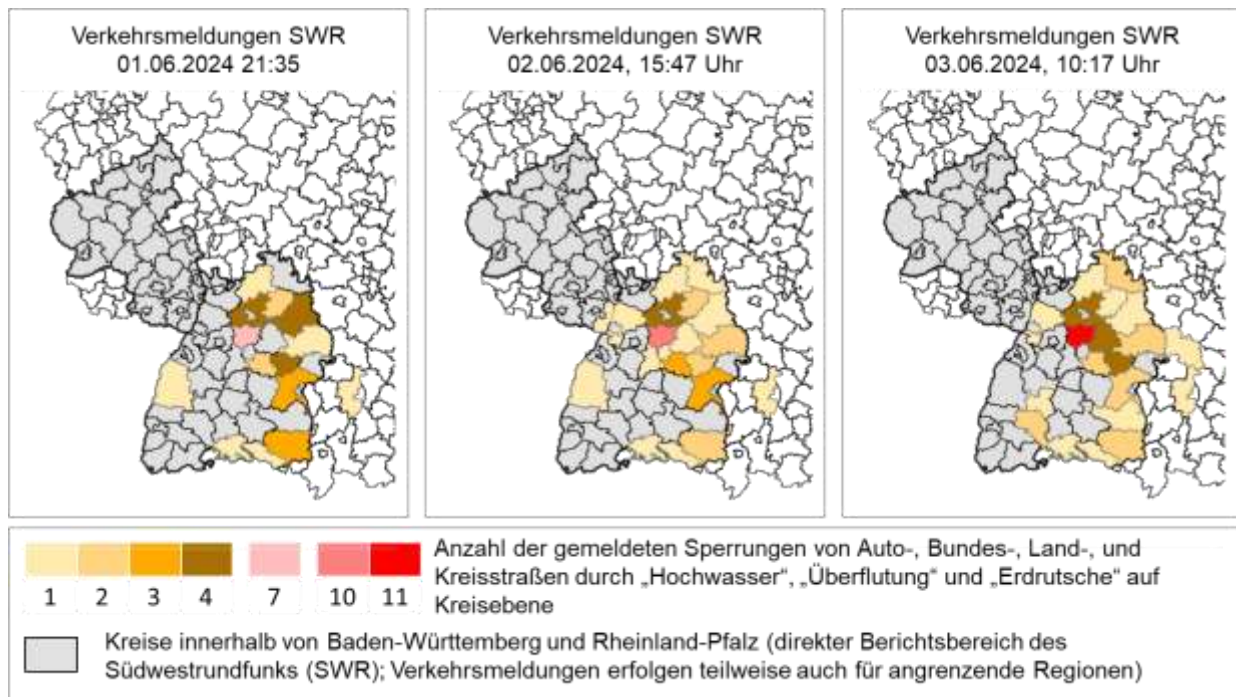 Verkehrsmeldungen SWR
01.06.2024 21:35
Verkehrsmeldungen SWR
02.06.2024, 15:47 Uhr
Verkehrsmeldungen SWR
03.06.2024, 10:17 Uhr
1 2 3 4 7 10 11
Anzahl der gemeldeten Sperrungen von Auto-, Bundes-, Land-, und
Kreisstraßen durch „Hochwasser“, „Überflutung“ und „Erdrutsche“ auf
Kreisebene
Kreise innerhalb von Baden-Württemberg und Rheinland-Pfalz (direkter Berichtsbereich des
Südwestrundfunks (SWR); Verkehrsmeldungen erfolgen teilweise auch für angrenzende Regionen)